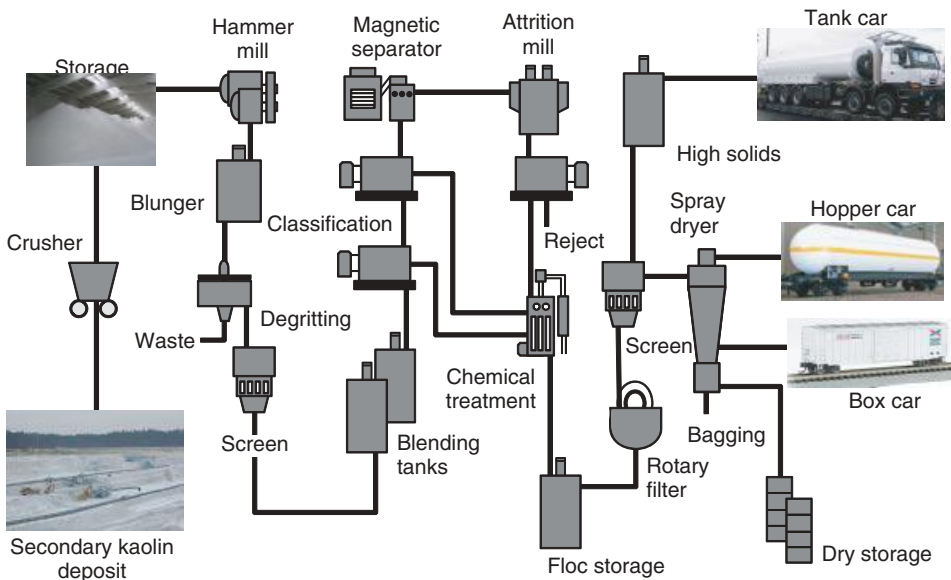 Storage
Hammer
mill
Magnetic
separator
Attrition
mill
Tank car
High solids
Blunger
Classification
Spray
dryer
Hopper car
Crusher
Reject
Waste
Degritting
Screen
Chemical
treatment
Screen
Blending
tanks
Bagging
Box car
Rotary
filter
Secondary kaolin
deposit
Floc storage
Dry storage